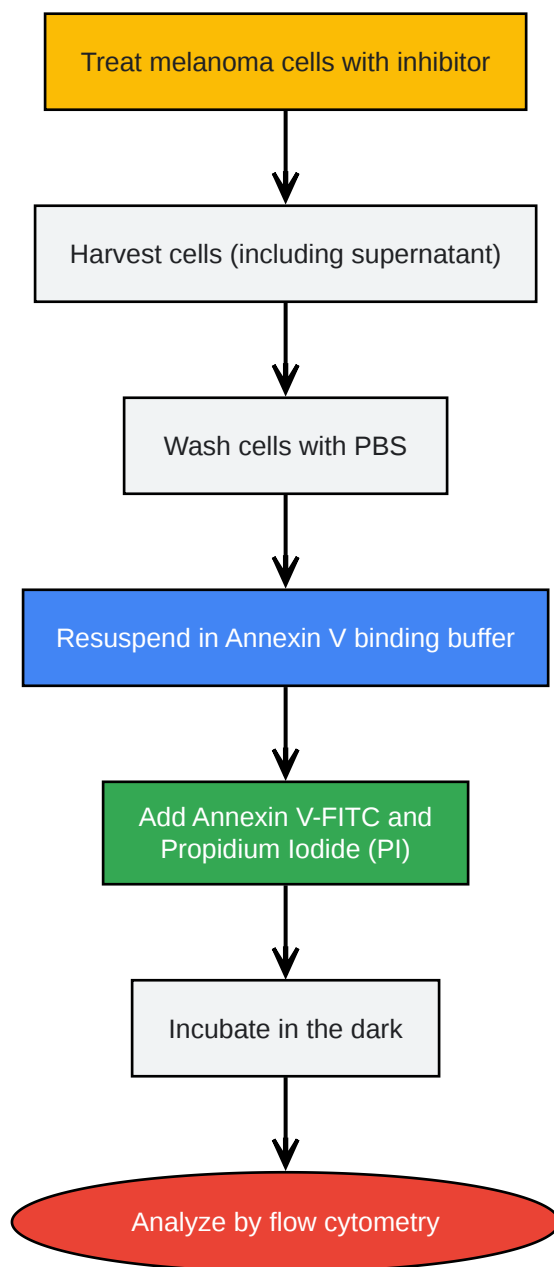 Treat melanoma cells with inhibitor
Harvest cells (including supernatant)
Wash cells with PBS
Resuspend in Annexin V binding buffer
Add Annexin V-FITC and
Propidium Iodide (PI)
Incubate in the dark
Analyze by flow cytometry